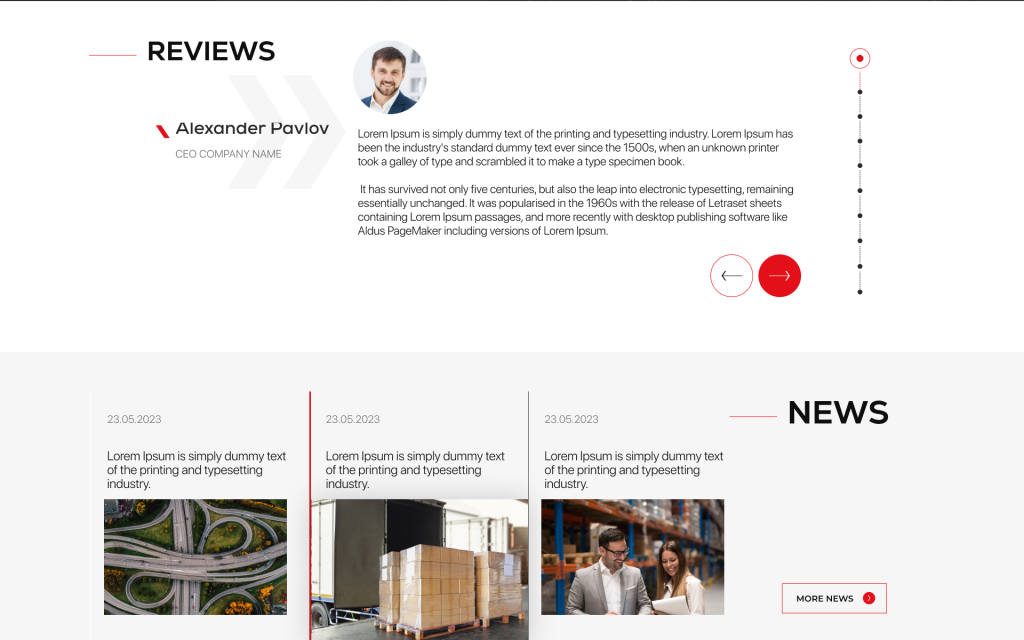 REVIEWS
Alexander Pavlov
CEO COMPANY NAME
Lorem Ipsum is simply dummy text of the printing and typesetting industry. Lorem Ipsum has
been the industry's standard dummy text ever since the 1500s, when an unknown printer
took a galley of type and scrambled it to make a type specimen book.
It has survived not only five centuries, but also the leap into electronic typesetting, remaining
essentially unchanged. It was popularised in the 1960s with the release of Letraset sheets
containing Lorem Ipsum passages, and more recently with desktop publishing software like
Aldus PageMaker including versions of Lorem Ipsum.
23.05.2023
Lorem Ipsum is simply dummy text
of the printing and typesetting
industry.
23.05.2023
Lorem Ipsum is simply dummy text
of the printing and typesetting
industry.
23.05.2023
Lorem Ipsum is simply dummy text
of the printing and typesetting
industry.
NEWS
MORE NEWS